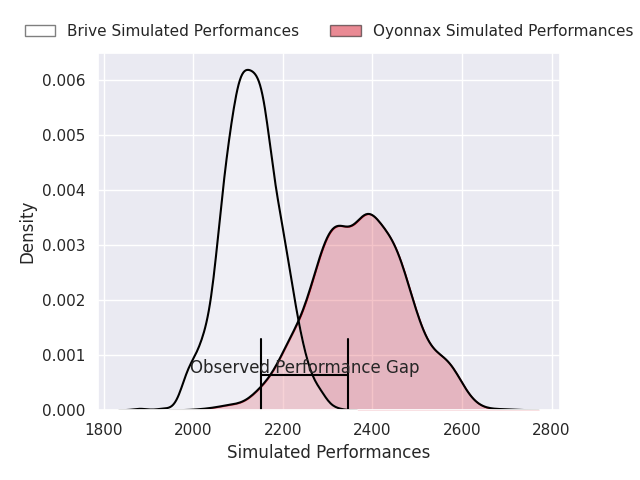 Brive Simulated Performances
Oyonnax Simulated Performances
0.006
0.005
0.004
0.003
0.002
0.001
0.000
Density
Observed Performance Gap
1800 2000 2200 2400 2600 2800
Simulated Performances